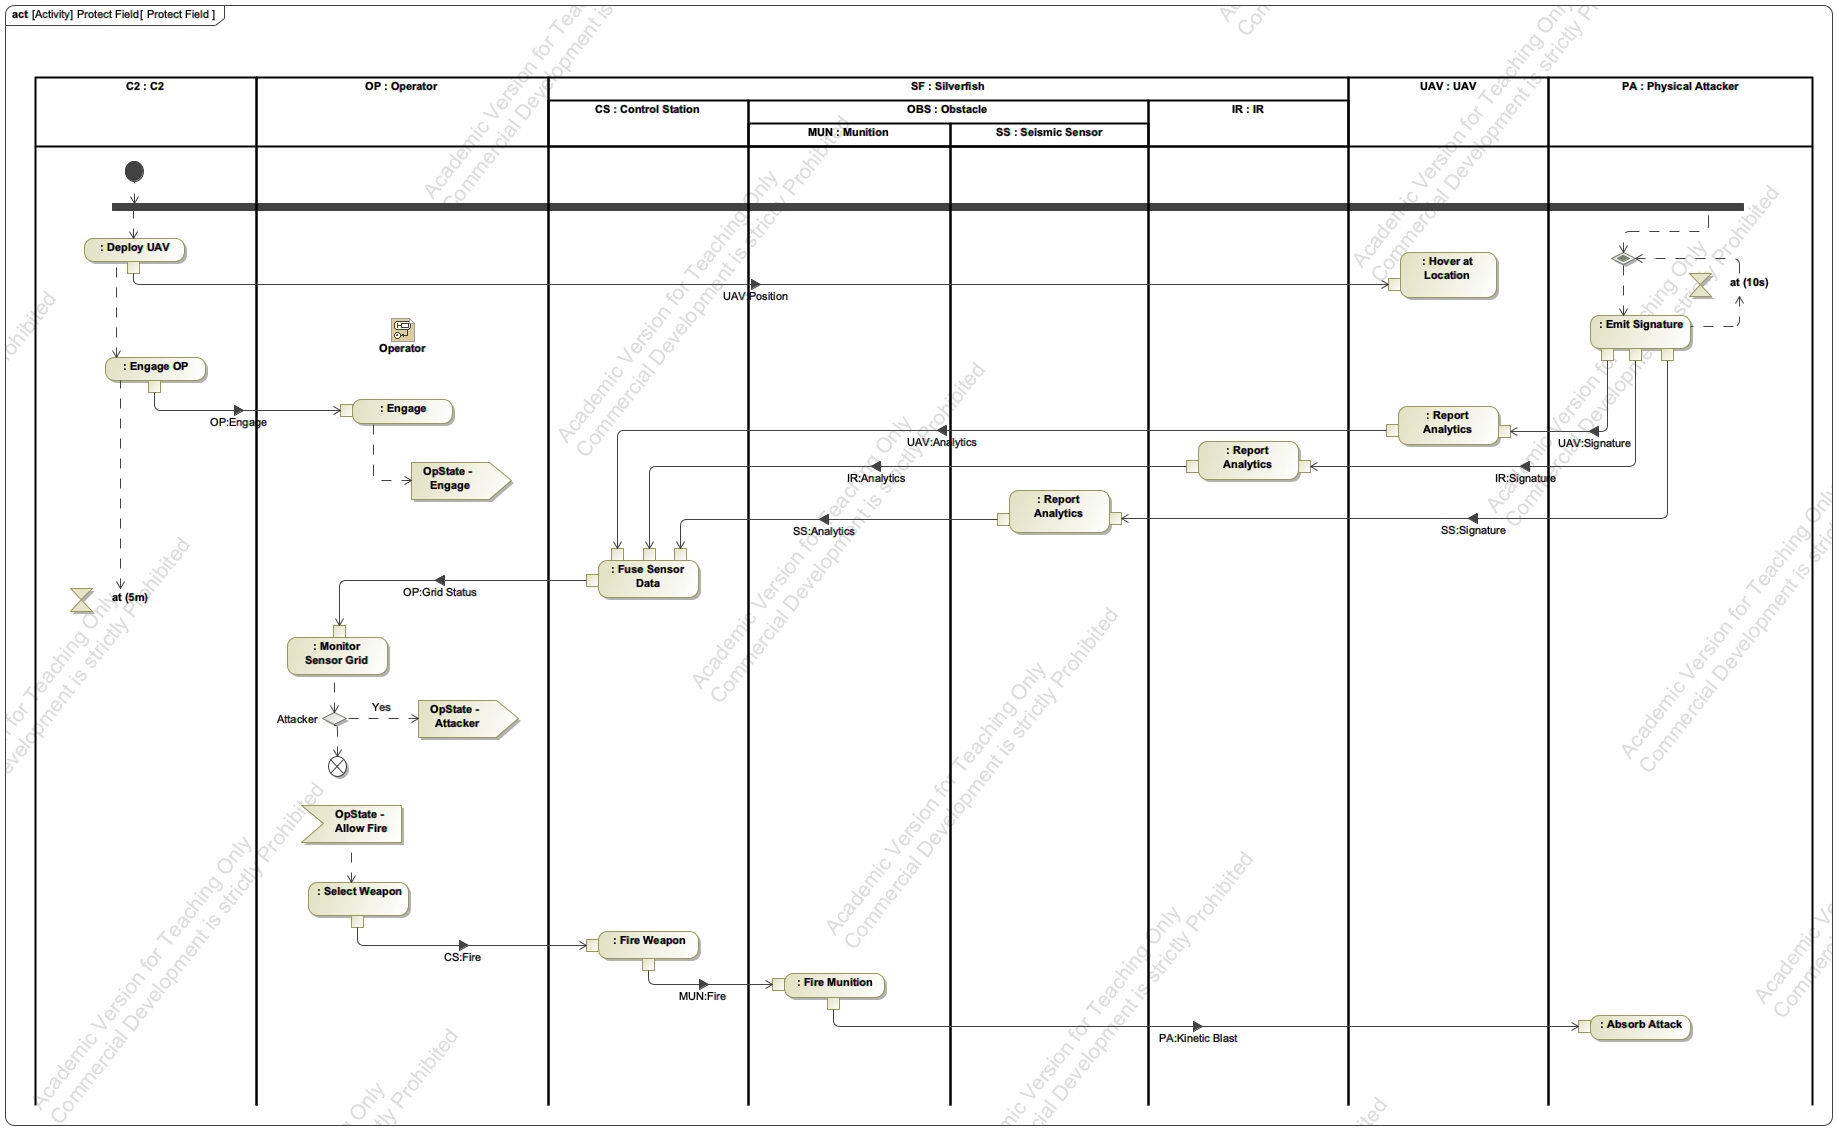 act [Activity] Protect Field[ Protect Field ]
C2 : C2
OP : Operator
SF : Silverfish
UAV : UAV
PA : Physical Attacker
CS : Control Station
OBS : Obstacle
IR : IR
MUN : Munition
SS : Seismic Sensor
: Deploy UAV
: Hover at
Location
at (10s)
UAV:Position
: Emit Signature
Operator
: Engage OP
: Engage
OP:Engage
: Report
Analytics
UAV:Analytics
UAV:Signature
: Report
Analytics
IR:Analytics
IR:Signature
OpState -
Engage
: Report
Analytics
SS:Analytics
SS:Signature
: Fuse Sensor
Data
OP:Grid Status
at (5m)
: Monitor
Sensor Grid
Attacker
Yes
OpState -
Attacker
OpState -
Allow Fire
: Select Weapon
: Fire Weapon
CS:Fire
: Fire Munition
MUN:Fire
: Absorb Attack
PA:Kinetic Blast
Academic Version for Teaching Only
Commercial Development is strictly Prohibited